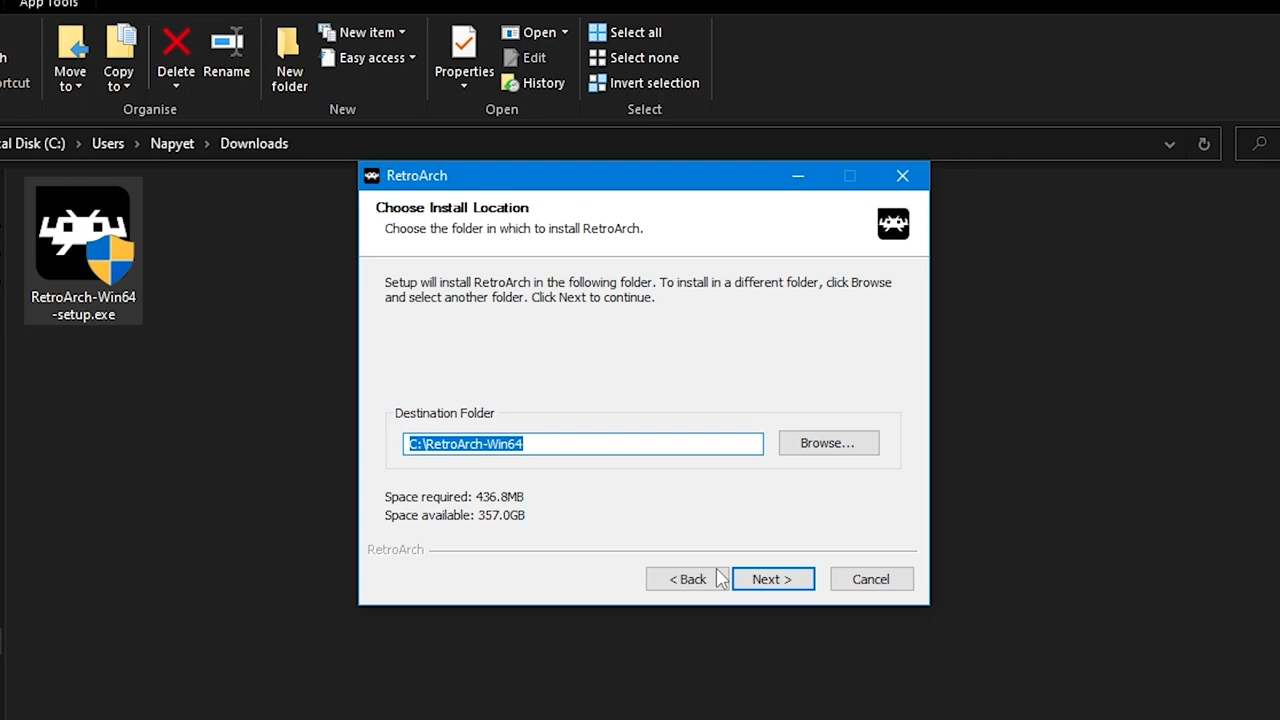 App Tools
Move to
Copy to
Delete
Rename
New folder
New item
Easy access
Properties
Open
Edit
History
Select all
Select none
Invert selection
Organise
New
Open
Select
al Disk (C:) > Users > Napyet > Downloads
RetroArch-Win64
-setup.exe
RetroArch
Choose Install Location
Choose the folder in which to install RetroArch.
Setup will install RetroArch in the following folder. To install in a different folder, click Browse
and select another folder. Click Next to continue.
Destination Folder
C:\RetroArch-Win64
Browse...
Space required: 436.8MB
Space available: 357.0GB
RetroArch
< Back
Next >
Cancel